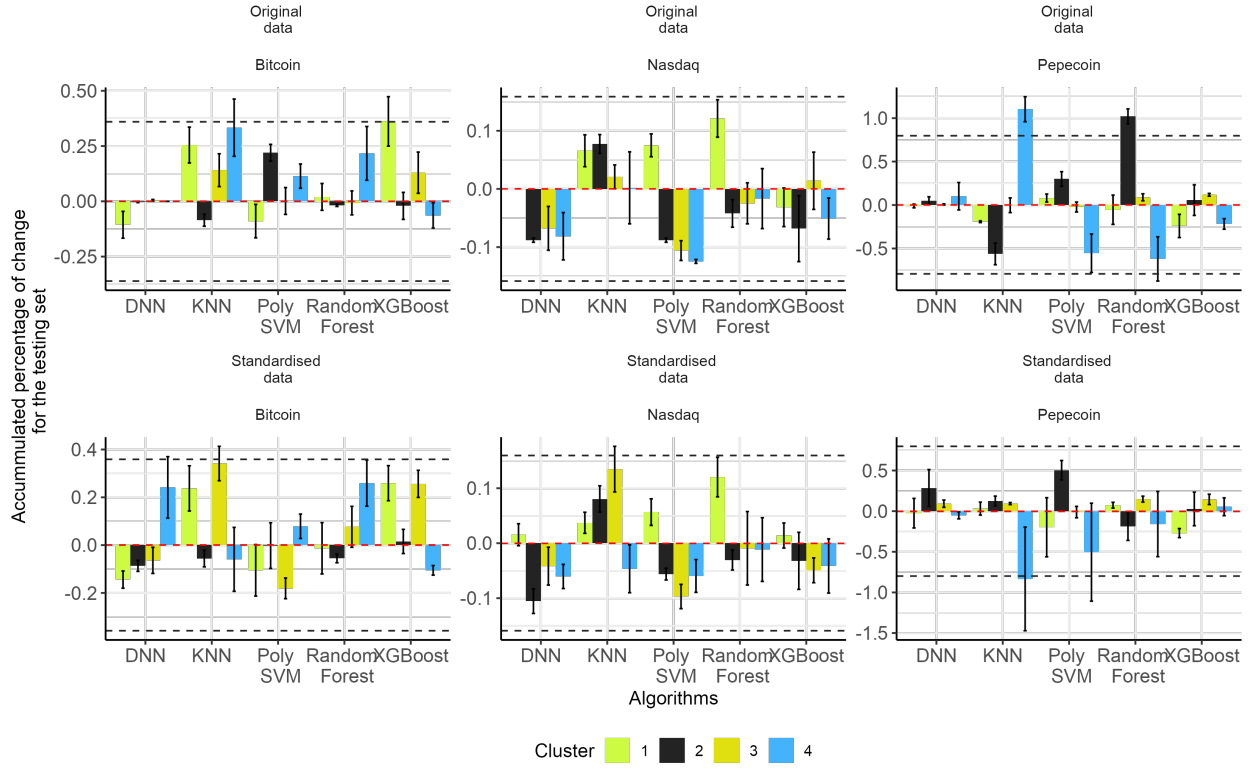 Original
data
Original
data
Original
data
Bitcoin
Nasdaq
Pepecoin
0.50
0.25
0.00
-0.25
0.1
0.0
-0.1
1.0
0.5
0.0
-0.5
DNN KNN Poly SVM Random Forest XGBoost
DNN KNN Poly SVM Random Forest XGBoost
DNN KNN Poly SVM Random Forest XGBoost
Accummulated percentage of change
for the testing set
Standardised
data
Standardised
data
Standardised
data
Bitcoin
Nasdaq
Pepecoin
0.4
0.2
0.0
-0.2
0.1
0.0
-0.1
0.5
0.0
-0.5
-1.0
-1.5
DNN KNN Poly SVM Random Forest XGBoost
DNN KNN Poly SVM Random Forest XGBoost
DNN KNN Poly SVM Random Forest XGBoost
Algorithms
Cluster 1 2 3 4